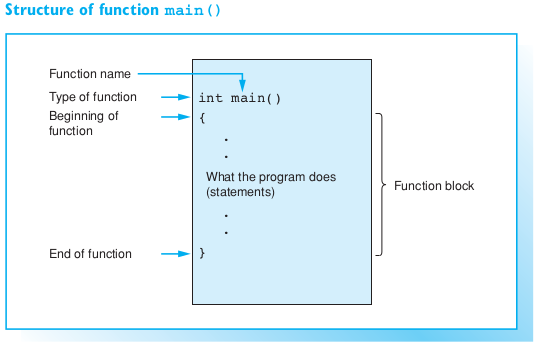 Structure of function main()
Function name
Type of function
int main()
Beginning of
function
{
.
.
What the program does
(statements)
Function block
.
.
End of function
}